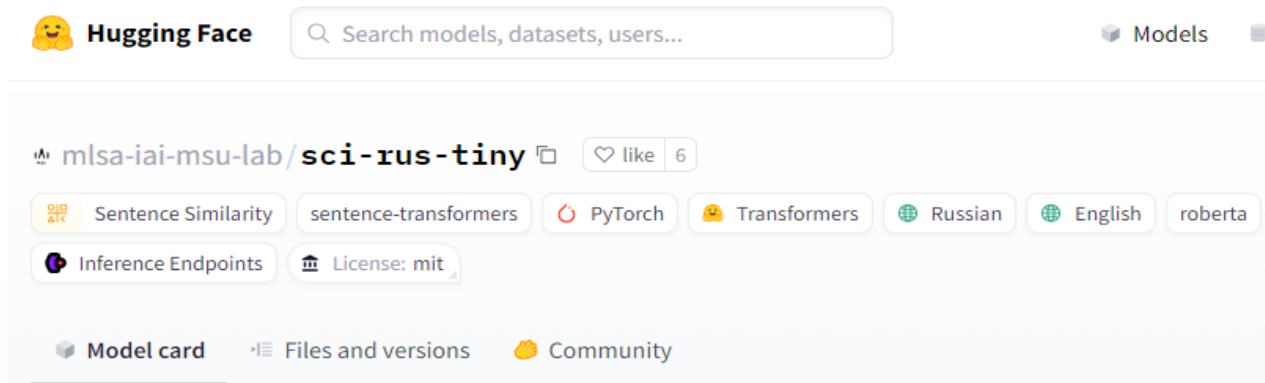 Hugging Face Search models, datasets, users... Models
mlsa-iai-msu-lab/sci-rus-tiny like 6
Sentence Similarity sentence-transformers PyTorch Transformers Russian English roberta
Inference Endpoints License: mit
Model card Files and versions Community